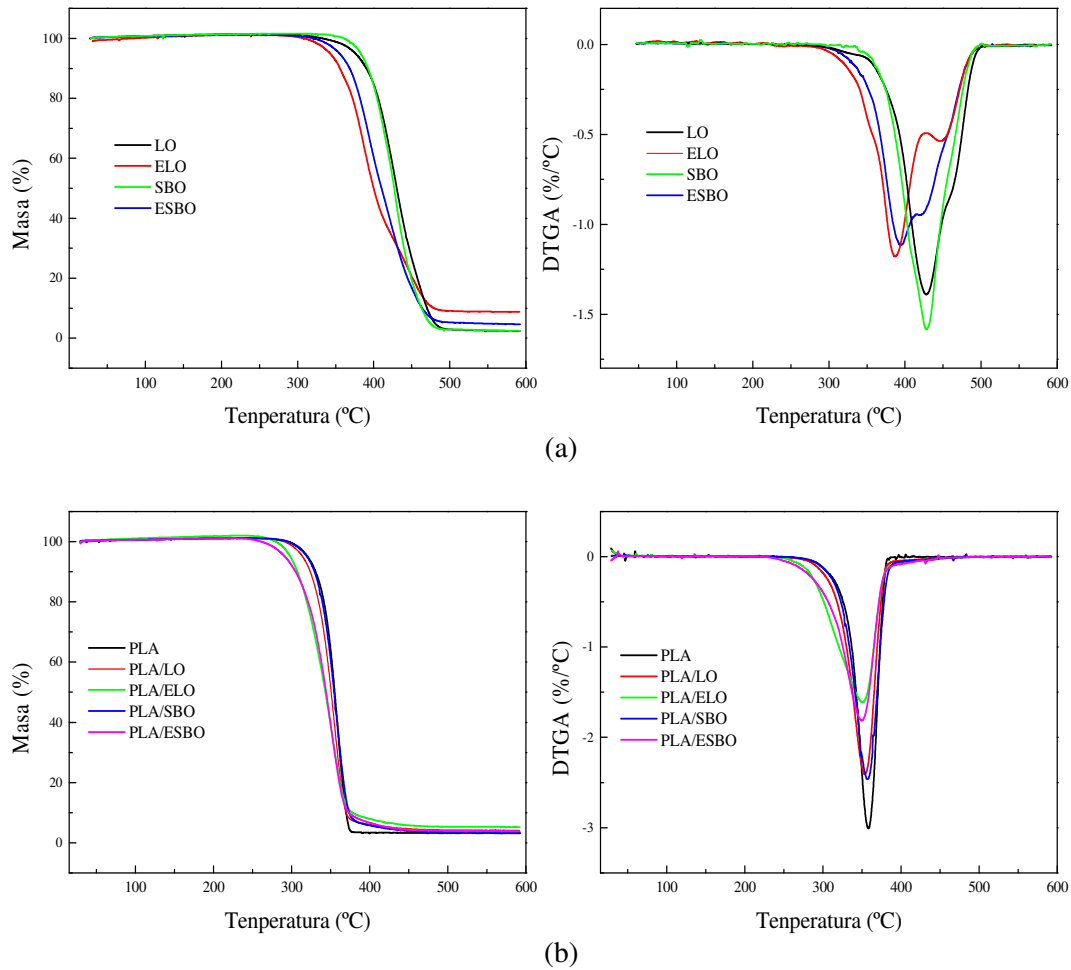 100
80
60
40
20
0
Masa (%)
LO
ELO
SBO
ESBO
100 200 300 400 500 600
Tenperatura (ºC)
0.0
-0.5
-1.0
-1.5
DTGA (%/ºC)
LO
ELO
SBO
ESBO
100 200 300 400 500 600
Tenperatura (ºC)
(a)
100
80
60
40
20
0
Masa (%)
PLA
PLA/LO
PLA/ELO
PLA/SBO
PLA/ESBO
100 200 300 400 500 600
Tenperatura (ºC)
0
-1
-2
-3
DTGA (%/ºC)
PLA
PLA/LO
PLA/ELO
PLA/SBO
PLA/ESBO
100 200 300 400 500 600
Tenperatura (ºC)
(b)